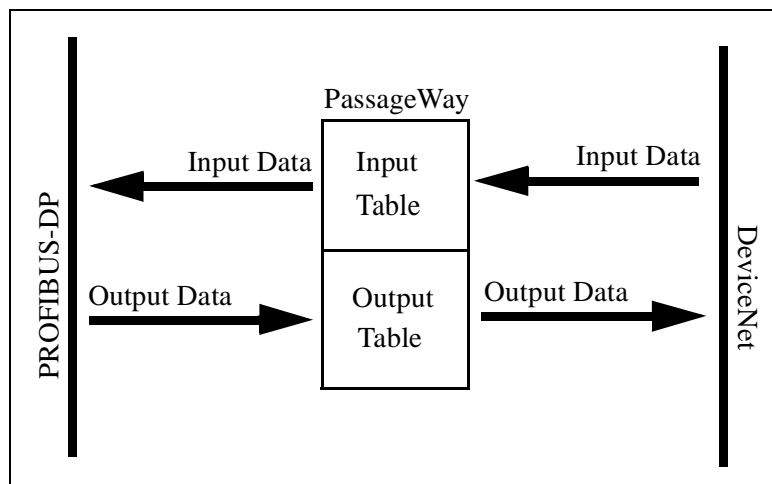 PassageWay
Input Data
Input
Table
Input Data
PROFIBUS-DP
DeviceNet
Output Data
Output
Table
Output Data